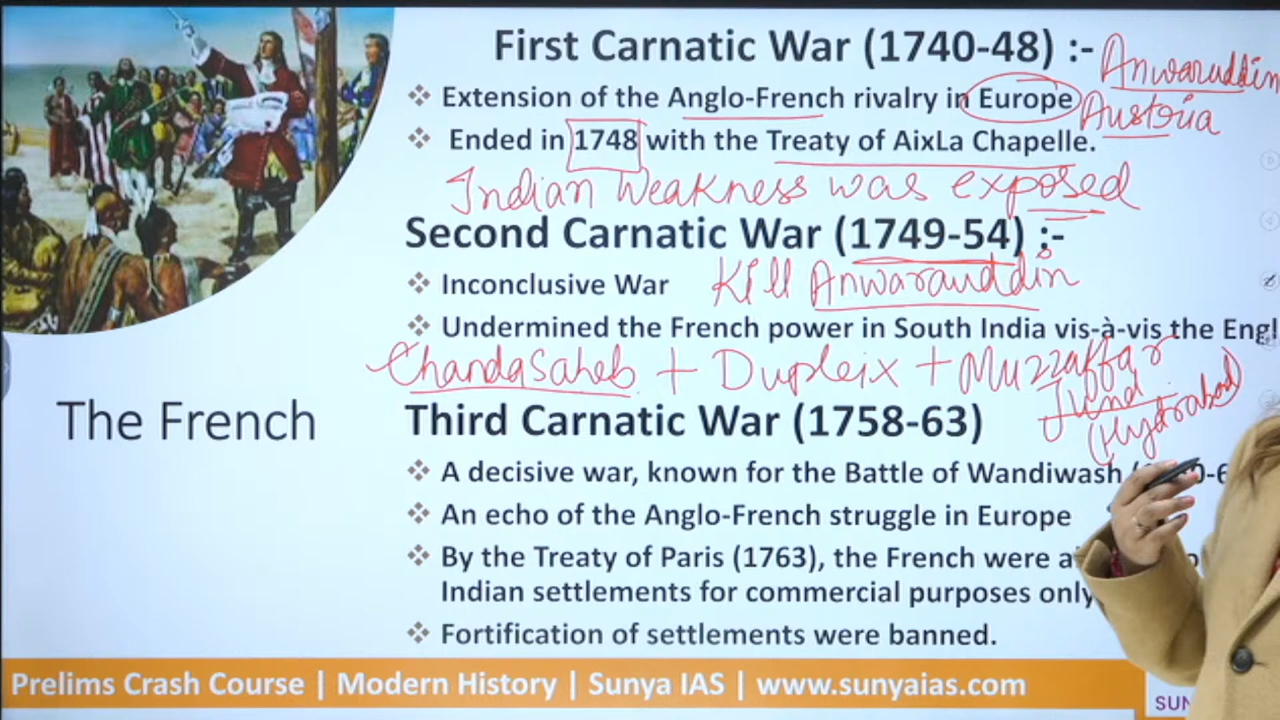 First Carnatic War (1740-48) :- Anwaruddin
❖ Extension of the Anglo-French rivalry in Europe Austria
❖ Ended in 1748 with the Treaty of AixLa Chapelle.
Indian Weakness was exposed
Second Carnatic War (1749-54) :-
❖ Inconclusive War Kill Anwarauddin
❖ Undermined the French power in South India vis-à-vis the Engl
ChandaSaheb + Dupleix + Muzzaffar
Jund
(Hydrabad)
The French
Third Carnatic War (1758-63)
❖ A decisive war, known for the Battle of Wandiwash
❖ An echo of the Anglo-French struggle in Europe
❖ By the Treaty of Paris (1763), the French were
Indian settlements for commercial purposes only
❖ Fortification of settlements were banned.
Prelims Crash Course | Modern History | Sunya IAS | www.sunyaias.com
SUN